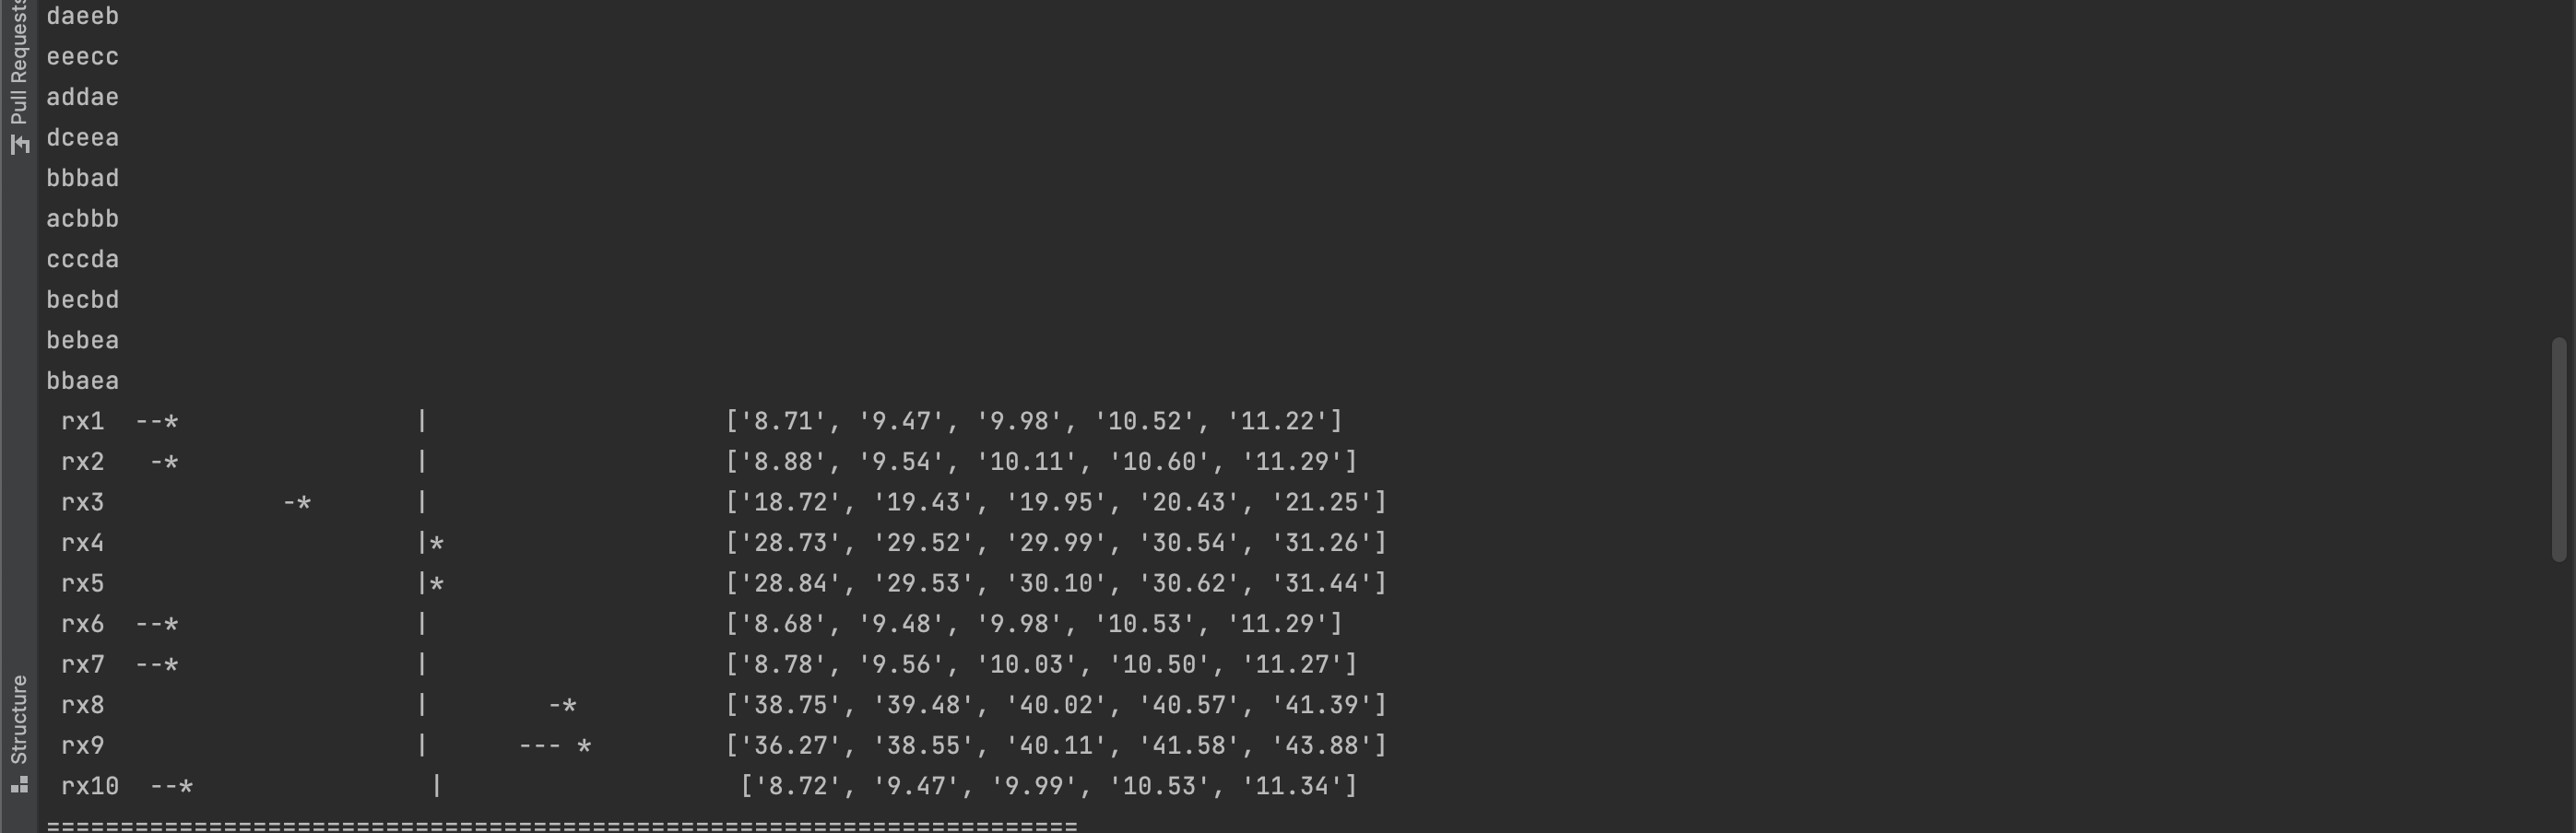 Pull Requests
Structure
daeeb
eeecc
addae
dceea
bbbad
acbbb
cccda
becbd
bebea
bbaea
 rx1  --*                |                    ['8.71', '9.47', '9.98', '10.52', '11.22']
 rx2   -*                |                    ['8.88', '9.54', '10.11', '10.60', '11.29']
 rx3            -*       |                    ['18.72', '19.43', '19.95', '20.43', '21.25']
 rx4                     |*                   ['28.73', '29.52', '29.99', '30.54', '31.26']
 rx5                     |*                   ['28.84', '29.53', '30.10', '30.62', '31.44']
 rx6  --*                |                    ['8.68', '9.48', '9.98', '10.53', '11.29']
 rx7  --*                |                    ['8.78', '9.56', '10.03', '10.50', '11.27']
 rx8                     |        -*          ['38.75', '39.48', '40.02', '40.57', '41.39']
 rx9                     |      --- *         ['36.27', '38.55', '40.11', '41.58', '43.88']
 rx10  --*                |                    ['8.72', '9.47', '9.99', '10.53', '11.34']
======================================================================